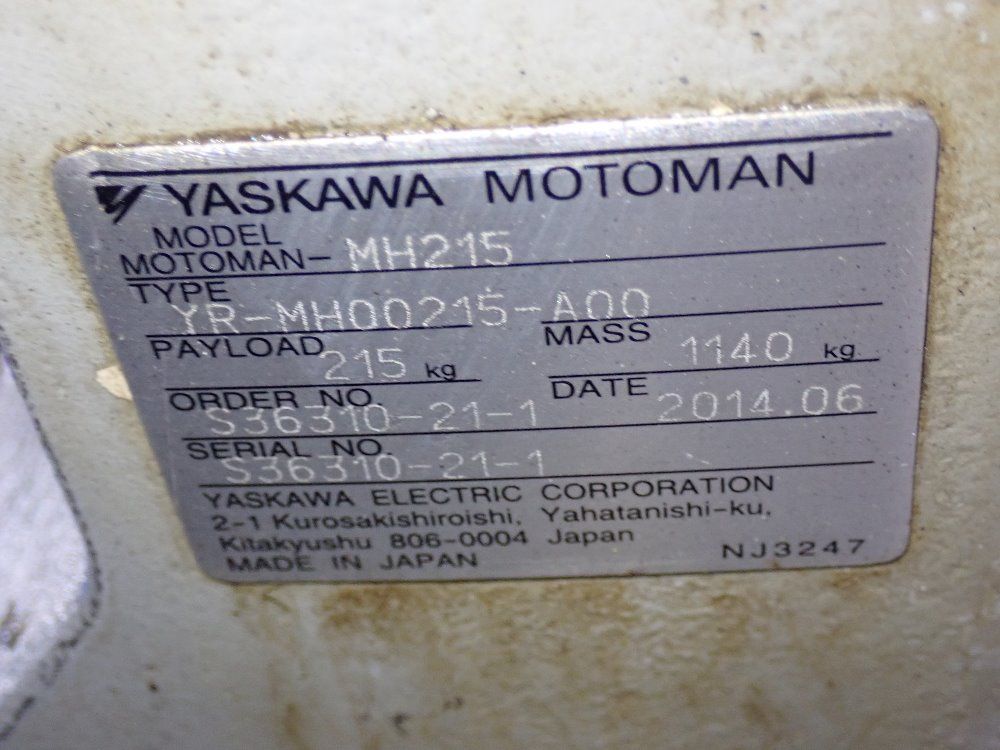 YASKAWA MOTOMAN
MODEL
MOTOMAN- MH215
TYPE
YR-MH00215-A00
PAYLOAD 215 kg MASS 1140 kg
ORDER NO. S36310-21-1 DATE 2014.06
SERIAL NO. S36310-21-1
YASKAWA ELECTRIC CORPORATION
2-1 Kurosakishiroishi, Yahatanishi-ku,
Kitakyushu 806-0004 Japan
MADE IN JAPAN NJ3247